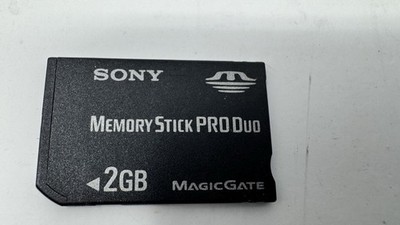 SONY
MEMORY STICK PRO DUO
2GB MAGICGATE